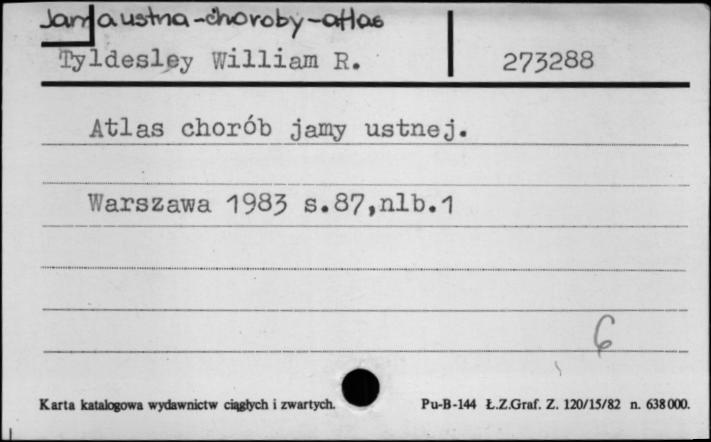 Jama ustna-choroby-atlas
Tyldesley William R. 273288
Atlas chorób jamy ustnej.
Warszawa 1983 s.87,nlb.1
6
Karta katalogowa wydawnictw ciągłych i zwartych. Pu-B-144 Ł.Z.Graf. Z. 120/15/82 n. 638000.